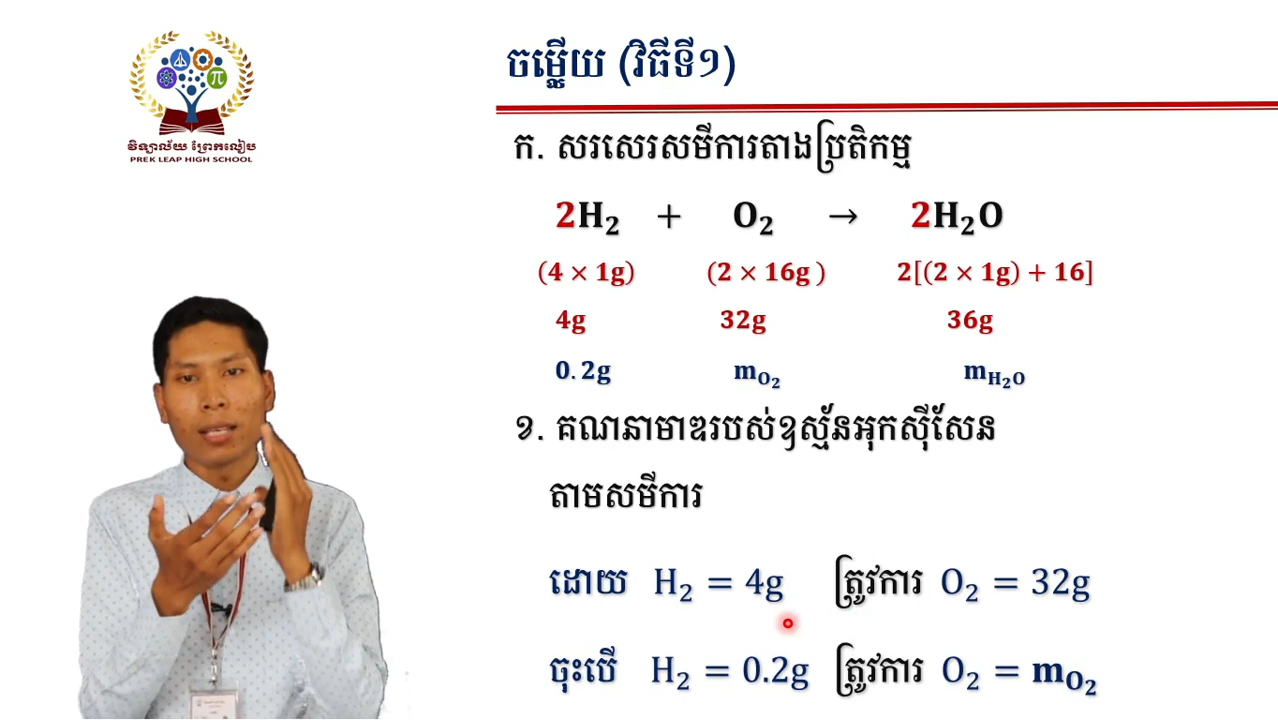 វិទ្យាល័យ ព្រែកលៀប
PREK LEAP HIGH SCHOOL
ចម្លើយ (វិធីទី១)
ក. សរសេរសមីការតាងប្រតិកម្ម
2H₂ + O₂ → 2H₂O
(4 × 1g) (2 × 16g ) 2[(2 × 1g) + 16]
4g 32g 36g
0.2g m_O₂ m_H₂O
ខ. គណនាមាឌរបស់ឧស្ម័នអុកស៊ីសែន
តាមសមីការ
ដោយ H₂ = 4g ត្រូវការ O₂ = 32g
ចុះបើ H₂ = 0.2g ត្រូវការ O₂ = m_O₂